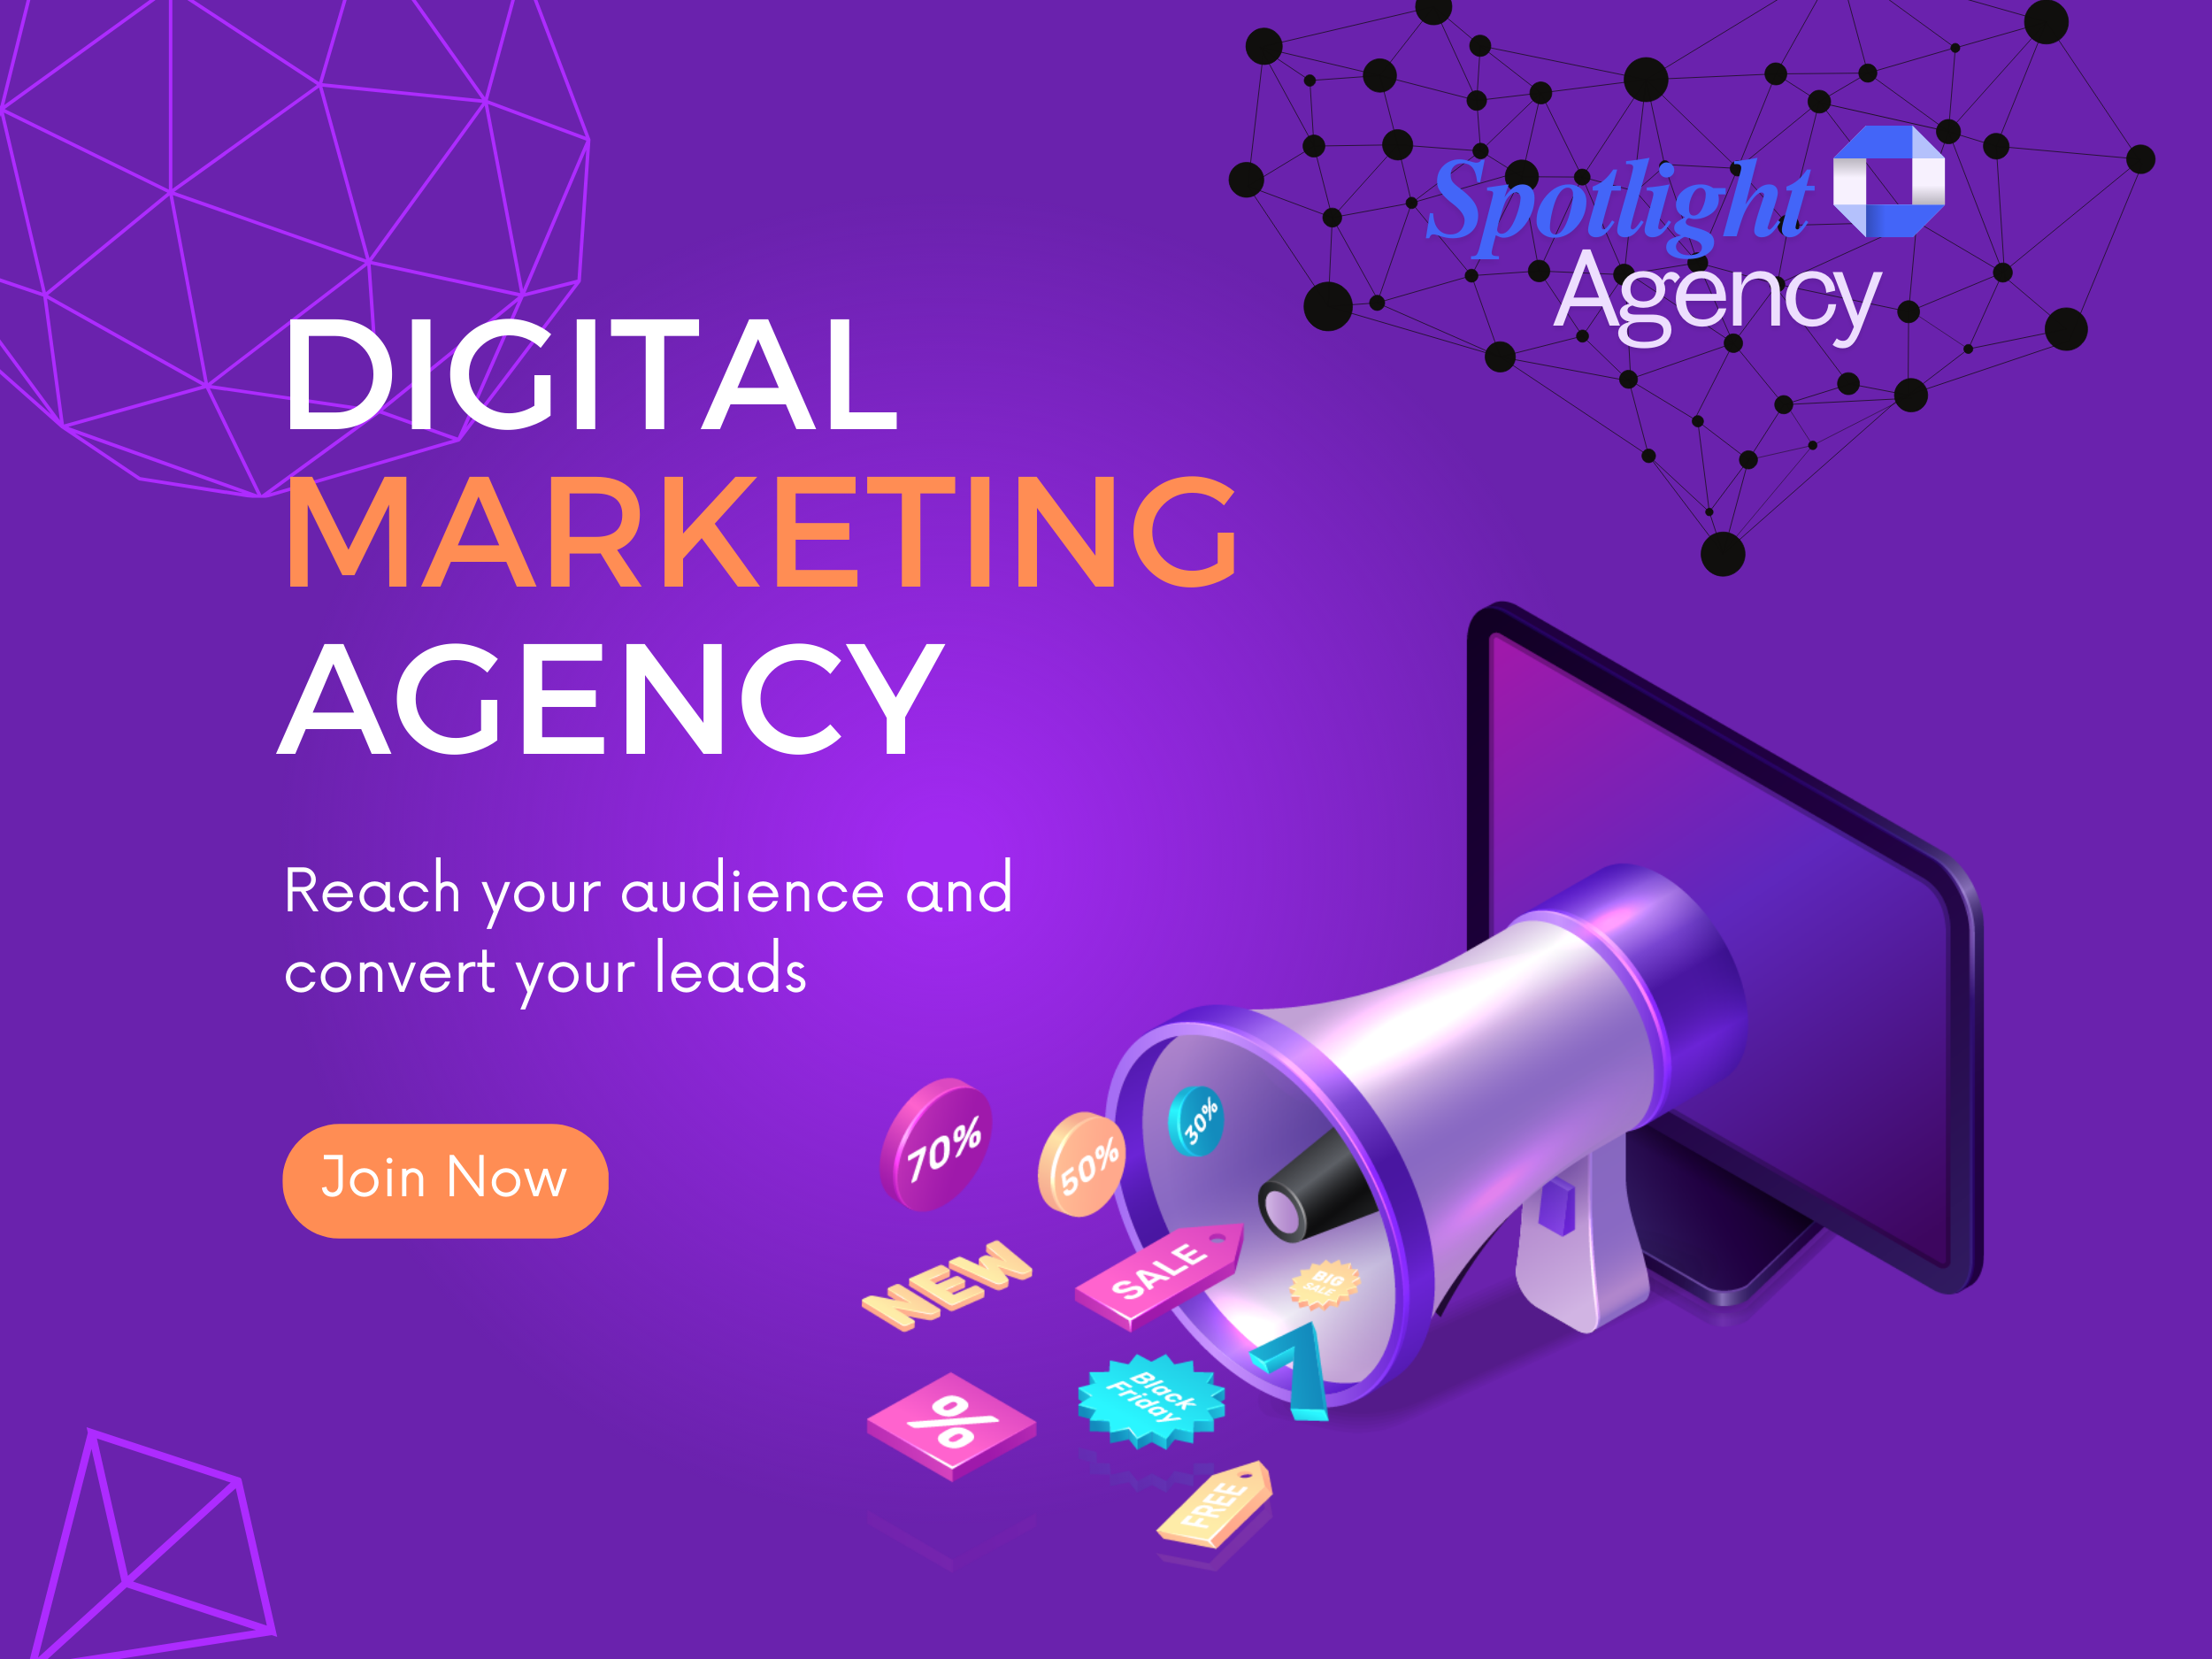 Spotlight
Agency
DIGITAL
MARKETING
AGENCY
Reach your audience and
convert your leads
Join Now
70%
50%
30%
NEW
SALE
BIG
SALE
%
Black
Friday
1
FREE